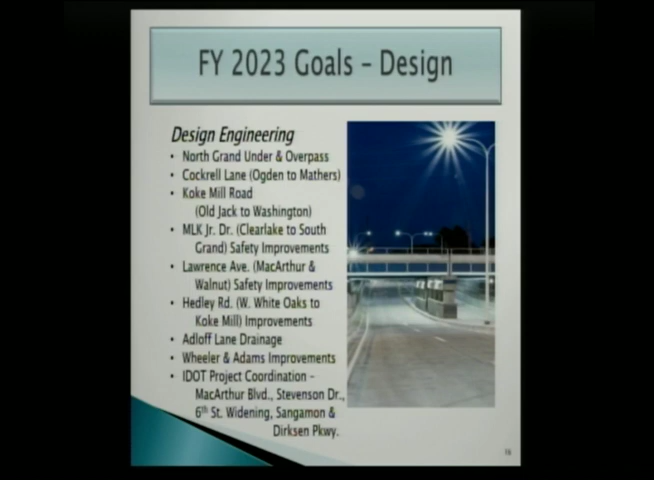 FY 2023 Goals – Design
Design Engineering
• North Grand Under & Overpass
• Cockrell Lane (Ogden to Mathers)
• Koke Mill Road
(Old Jack to Washington)
• MLK Jr. Dr. (Clearlake to South
Grand) Safety Improvements
• Lawrence Ave. (MacArthur &
Walnut) Safety Improvements
• Hedley Rd. (W. White Oaks to
Koke Mill) Improvements
• Adloff Lane Drainage
• Wheeler & Adams Improvements
• IDOT Project Coordination –
MacArthur Blvd., Stevenson Dr.,
6th St. Widening, Sangamon &
Dirksen Pkwy.
16